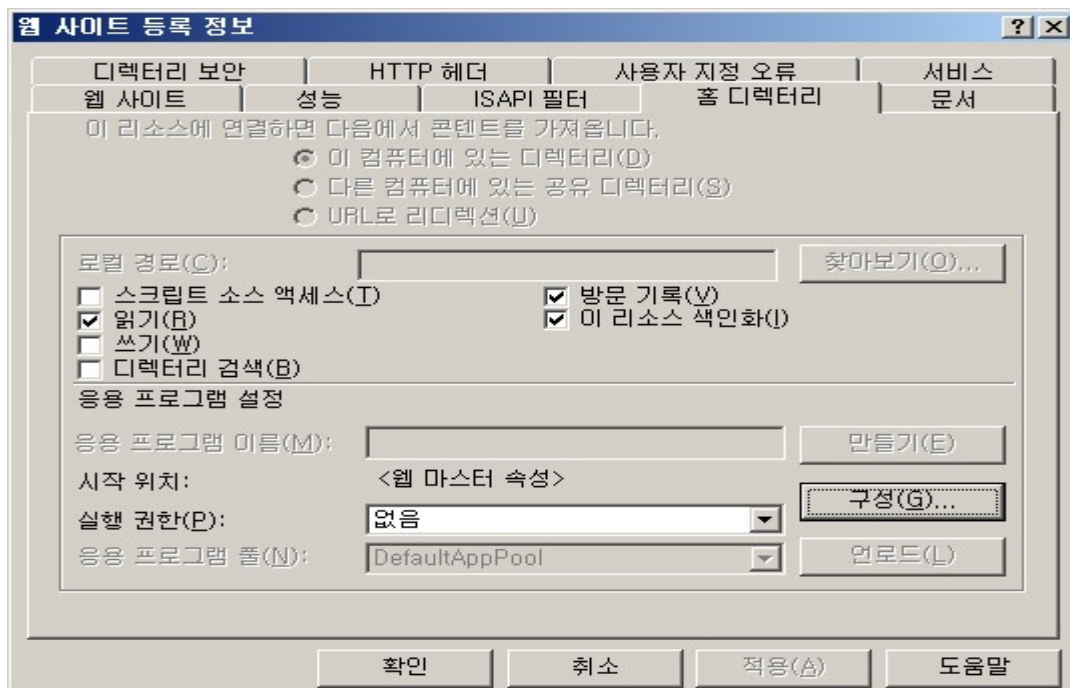 웹 사이트 등록 정보
디렉터리 보안 HTTP 헤더 사용자 지정 오류 서비스
웹 사이트 성능 ISAPI 필터 홈 디렉터리 문서
이 리소스에 연결하면 다음에서 콘텐트를 가져옵니다.
이 컴퓨터에 있는 디렉터리(D)
다른 컴퓨터에 있는 공유 디렉터리(S)
URL로 리디렉션(U)
로컬 경로(C): 찾아보기(O)...
스크립트 소스 액세스(T) 방문 기록(V)
읽기(R) 이 리소스 색인화(I)
쓰기(W)
디렉터리 검색(B)
응용 프로그램 설정
응용 프로그램 이름(M): 만들기(E)
시작 위치: <웹 마스터 속성>
구성(G)...
실행 권한(P): 없음
응용 프로그램 풀(N): DefaultAppPool 언로드(L)
확인 취소 적용(A) 도움말